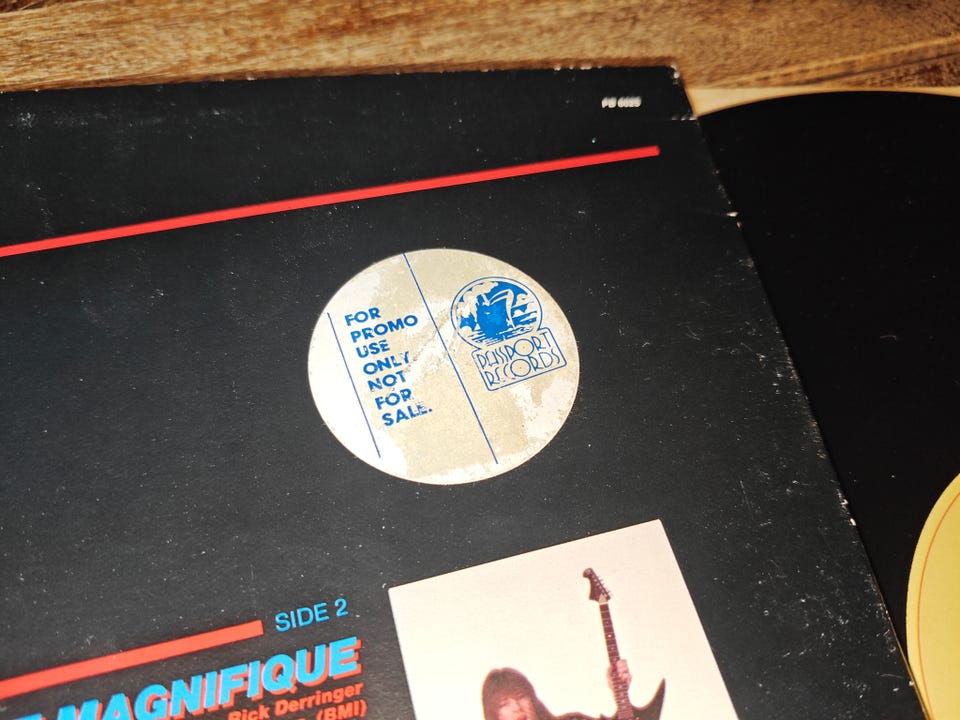 FOR
PROMO
USE
ONLY
NOT
FOR
SALE.
PASSPORT
RECORDS
SIDE 2
MAGNIFIQUE
Rick Derringer
(BMI)